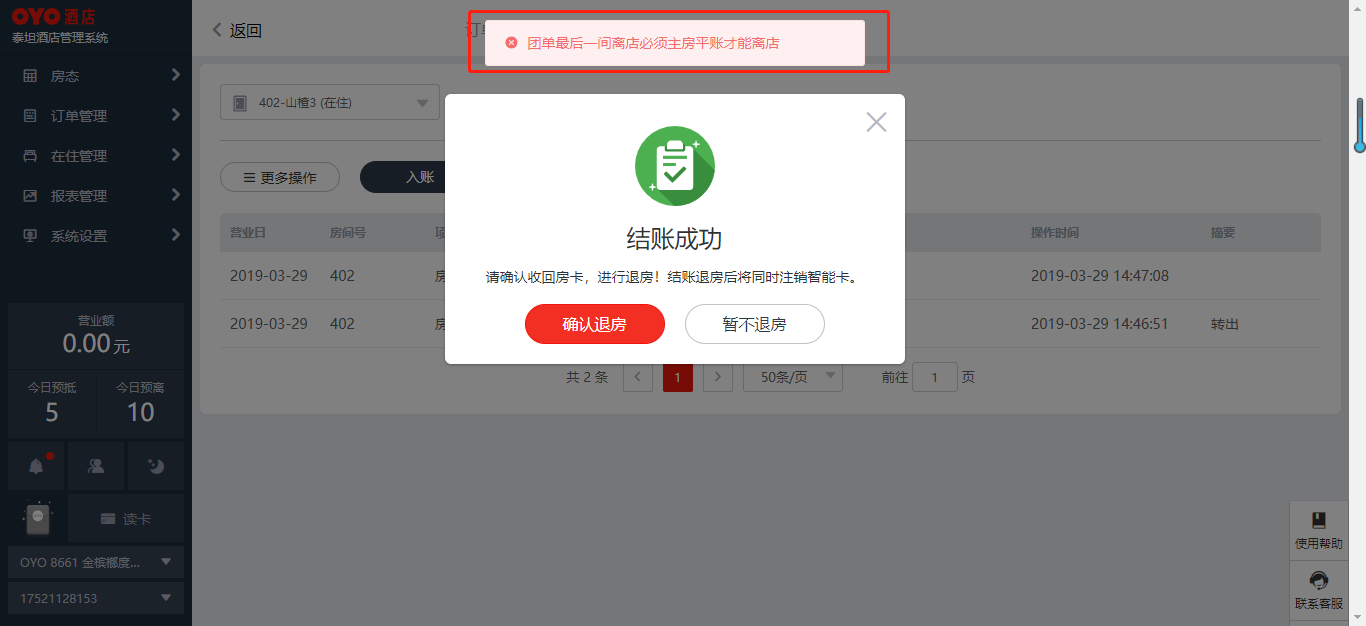 OYO 酒店
泰坦酒店管理系统
房态
订单管理
在住管理
报表管理
系统设置
营业额
0.00元
今日预抵
5
今日预离
10
读卡
OYO 8661 金槟榔度...
17521128153
返回
订单
团单最后一间离店必须主房平账才能离店
402-山楂3 (在住)
更多操作
入账
营业日 房间号 项 操作时间 摘要
2019-03-29 402 房 2019-03-29 14:47:08
2019-03-29 402 房 2019-03-29 14:46:51 转出
共 2 条 1 50条/页 前往 1 页
结账成功
请确认收回房卡，进行退房！结账退房后将同时注销智能卡。
确认退房
暂不退房
使用帮助
联系客服